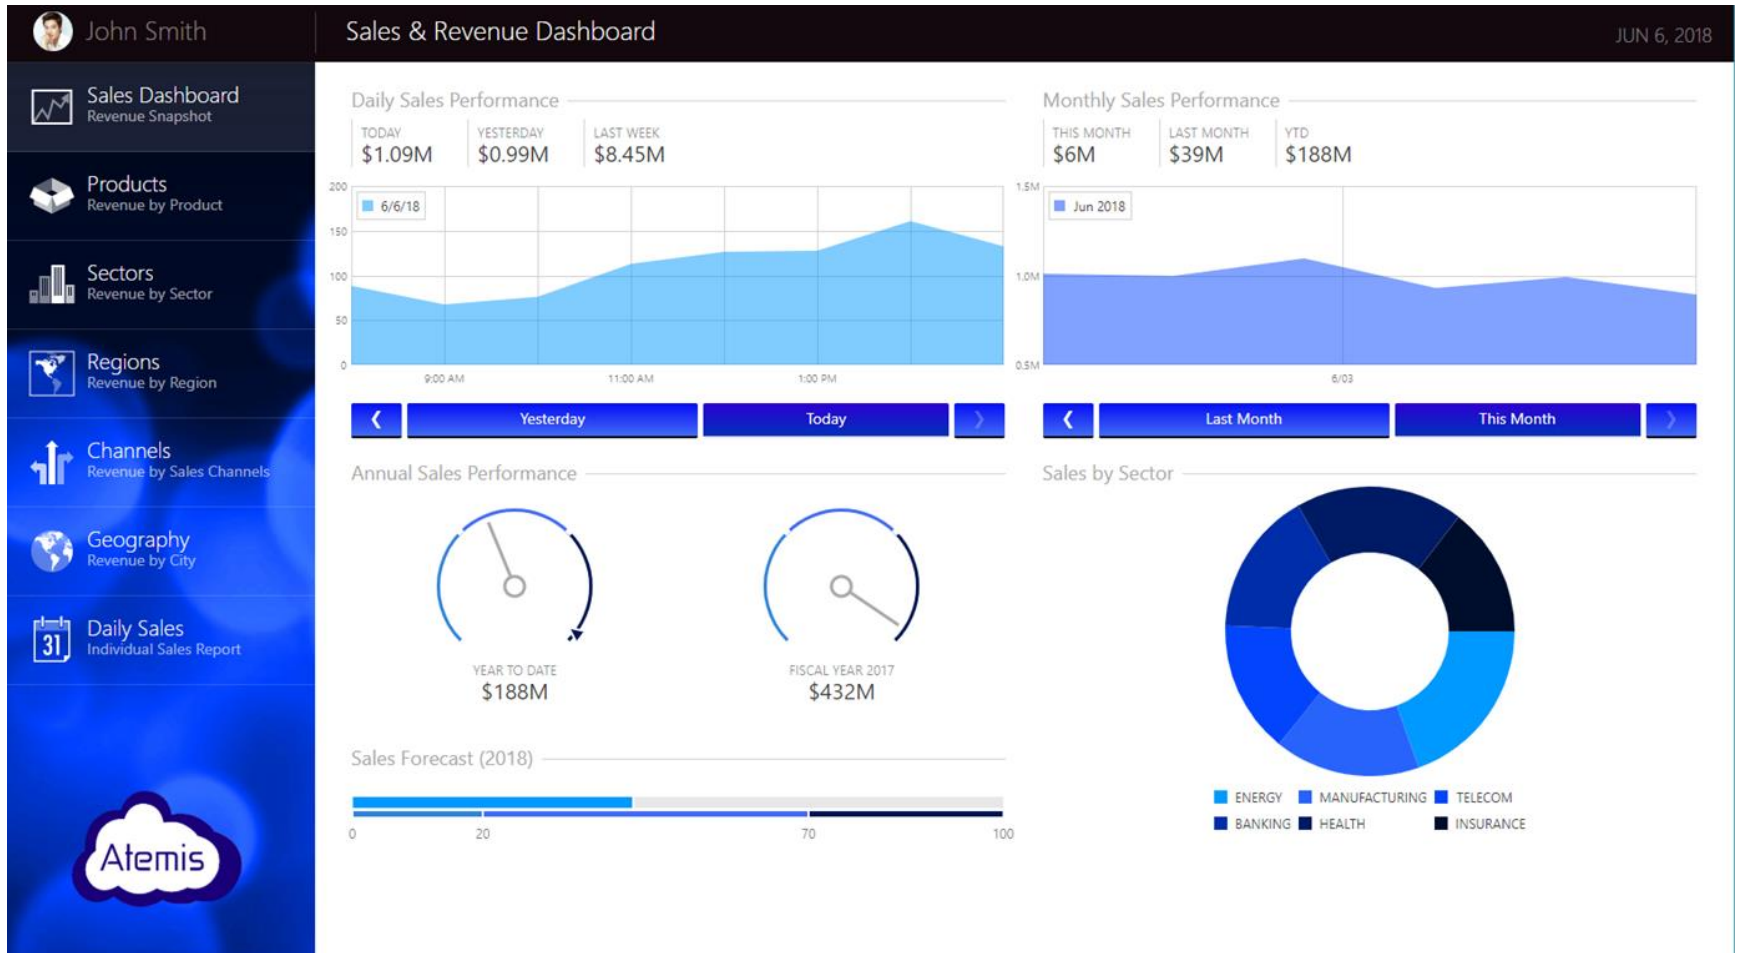 John Smith
Sales & Revenue Dashboard
JUN 6, 2018
Sales Dashboard
Revenue Snapshot
Products
Revenue by Product
Sectors
Revenue by Sector
Regions
Revenue by Region
Channels
Revenue by Sales Channels
Geography
Revenue by City
31
Daily Sales
Individual Sales Report
Atemis
Daily Sales Performance
TODAY YESTERDAY LAST WEEK
$1.09M $0.99M $8.45M
200
6/6/18
150
100
50
0
9:00 AM 11:00 AM 1:00 PM
❮ Yesterday Today ❯
Monthly Sales Performance
THIS MONTH LAST MONTH YTD
$6M $39M $188M
1.5M
Jun 2018
1.0M
0.5M
6/03
❮ Last Month This Month ❯
Annual Sales Performance
YEAR TO DATE FISCAL YEAR 2017
$188M $432M
Sales Forecast (2018)
0 20 70 100
Sales by Sector
ENERGY MANUFACTURING TELECOM
BANKING HEALTH INSURANCE